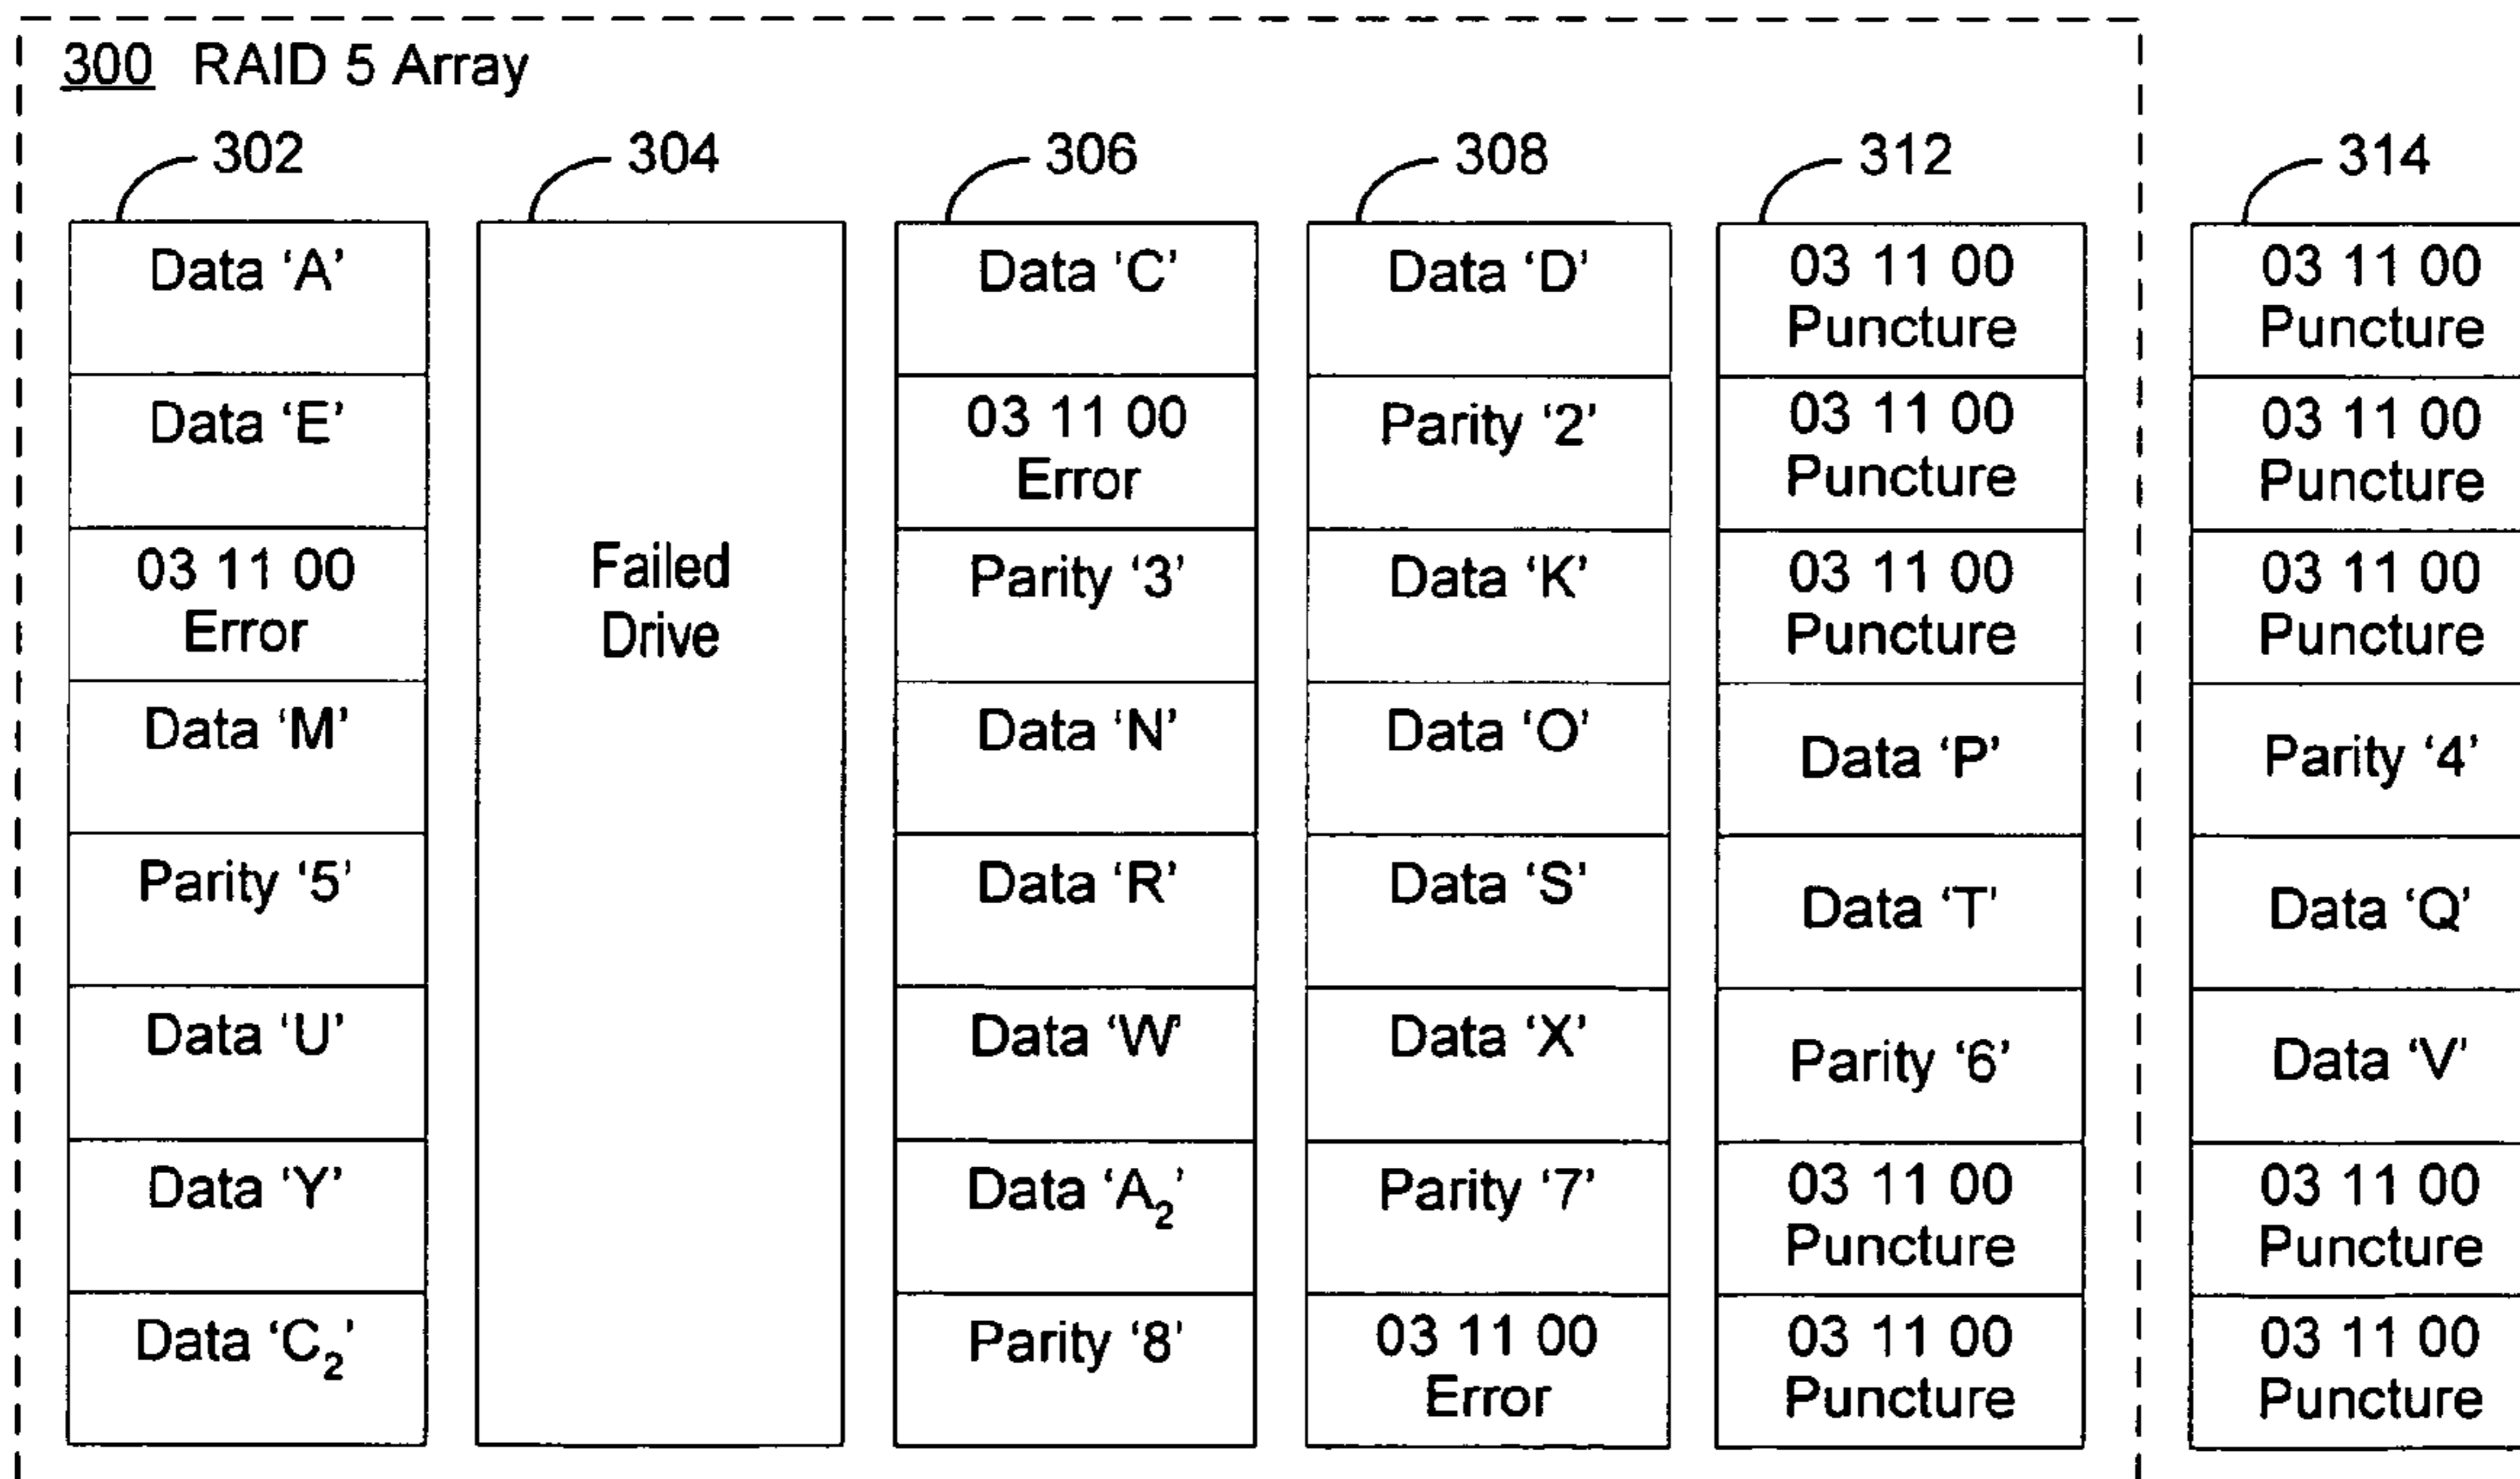 300 RAID 5 Array
302
304
306
308
312
314
Data ‘A’
Data ‘E’
03 11 00
Error
Data ‘M’
Parity ‘5’
Data ‘U’
Data ‘Y’
Data ‘C₂’
Failed
Drive
Data ‘C’
03 11 00
Error
Parity ‘3’
Data ‘N’
Data ‘R’
Data ‘W’
Data ‘A₂’
Parity ‘8’
Data ‘D’
Parity ‘2’
Data ‘K’
Data ‘O’
Data ‘S’
Data ‘X’
Parity ‘7’
03 11 00
Error
03 11 00
Puncture
03 11 00
Puncture
03 11 00
Puncture
Data ‘P’
Data ‘T’
Parity ‘6’
03 11 00
Puncture
03 11 00
Puncture
03 11 00
Puncture
03 11 00
Puncture
03 11 00
Puncture
Parity ‘4’
Data ‘Q’
Data ‘V’
03 11 00
Puncture
03 11 00
Puncture